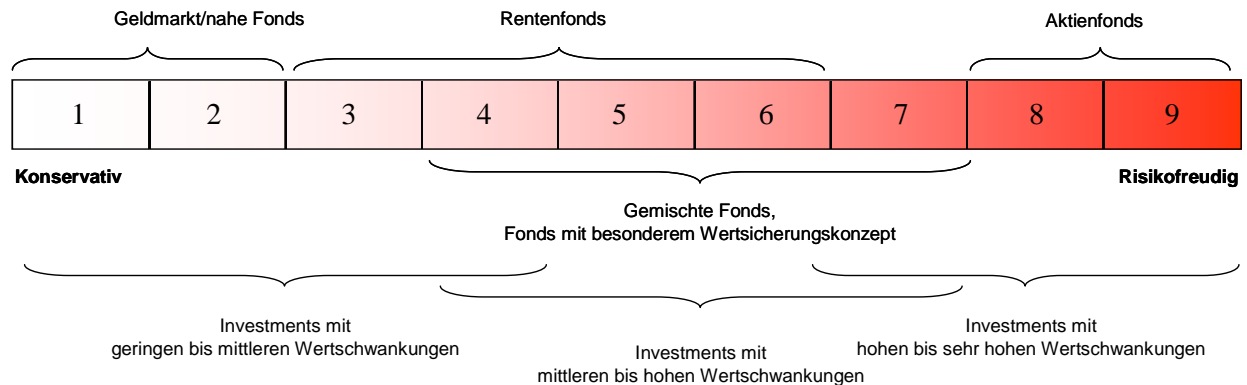 Geldmarkt/nahe Fonds
Rentenfonds
Aktienfonds
1 2 3 4 5 6 7 8 9
Konservativ
Risikofreudig
Gemischte Fonds,
Fonds mit besonderem Wertsicherungskonzept
Investments mit
geringen bis mittleren Wertschwankungen
Investments mit
mittleren bis hohen Wertschwankungen
Investments mit
hohen bis sehr hohen Wertschwankungen